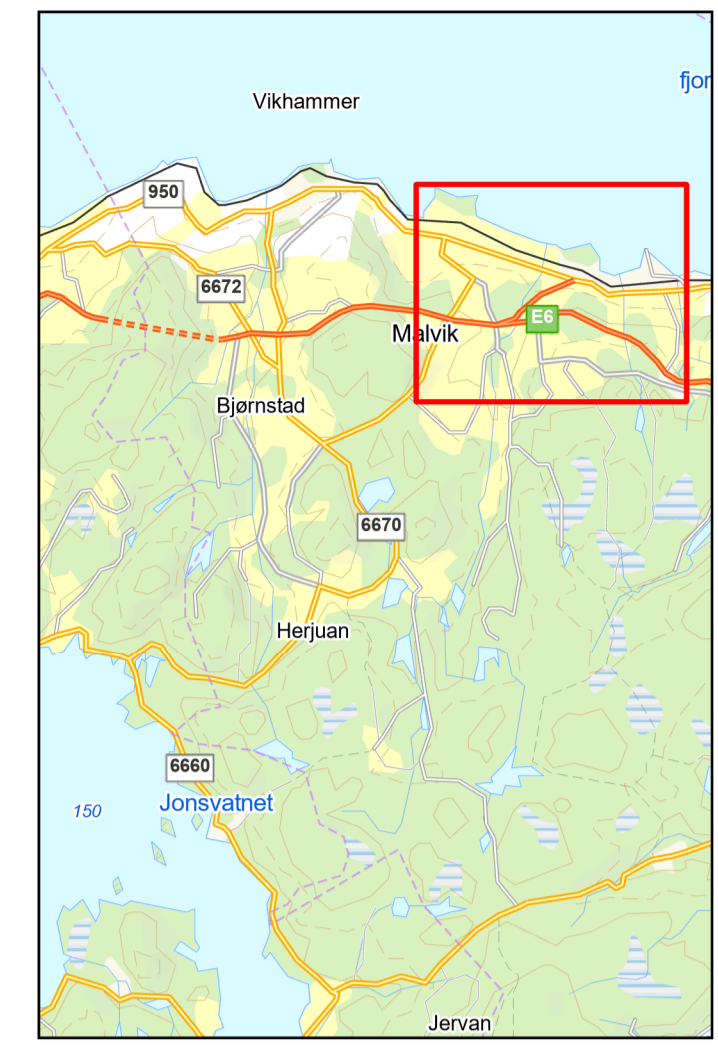 fjor
Vikhammer
950
6672
E6
Malvik
Bjørnstad
6670
Herjuan
6660
Jonsvatnet
150
Jervan